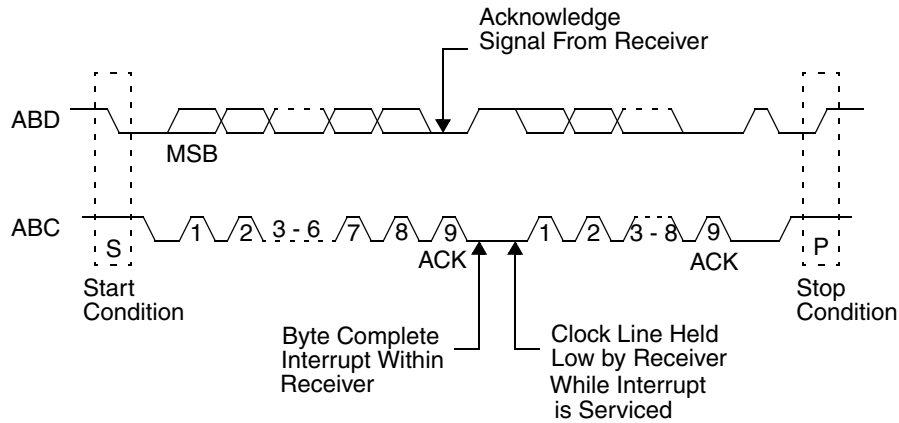 Acknowledge
Signal From Receiver
ABD
MSB
ABC
S
1
2
3 - 6
7
8
9
ACK
1
2
3 - 8
9
ACK
P
Start
Condition
Stop
Condition
Byte Complete
Interrupt Within
Receiver
Clock Line Held
Low by Receiver
While Interrupt
is Serviced